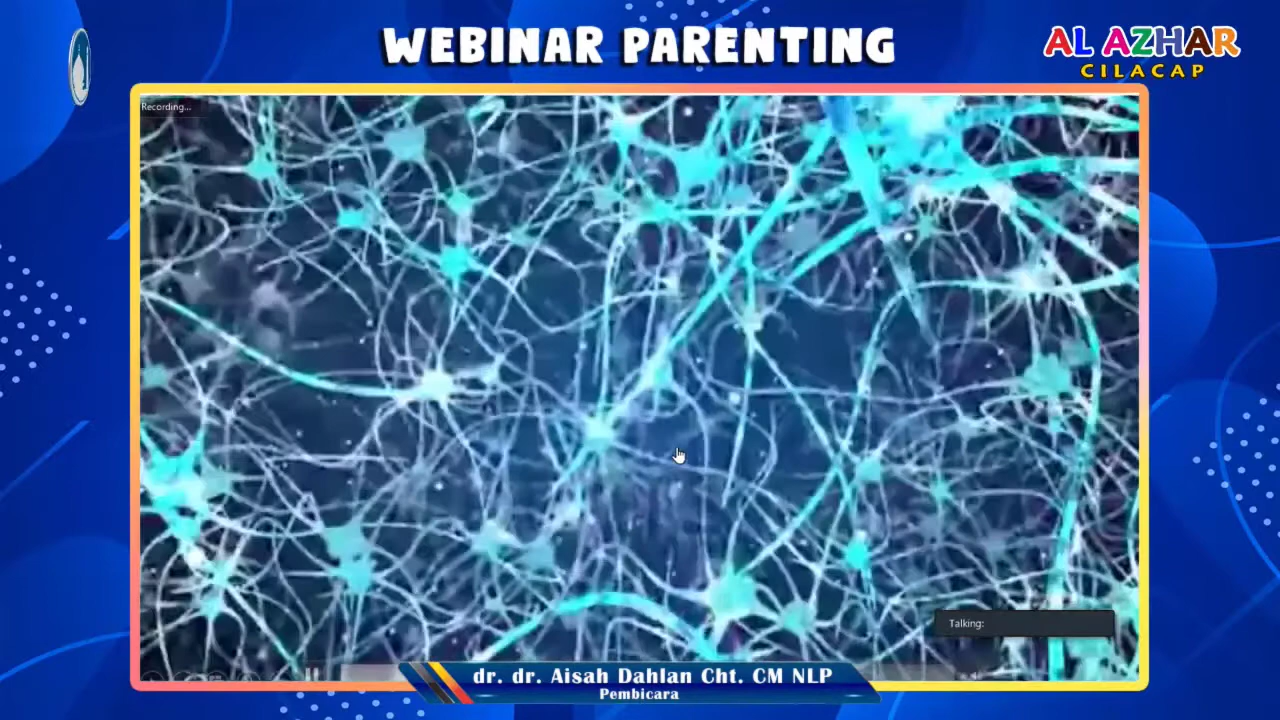 WEBINAR PARENTING
AL AZHAR
CILACAP
Recording...
Talking:
dr. dr. Aisah Dahlan Cht. CM NLP
Pembicara